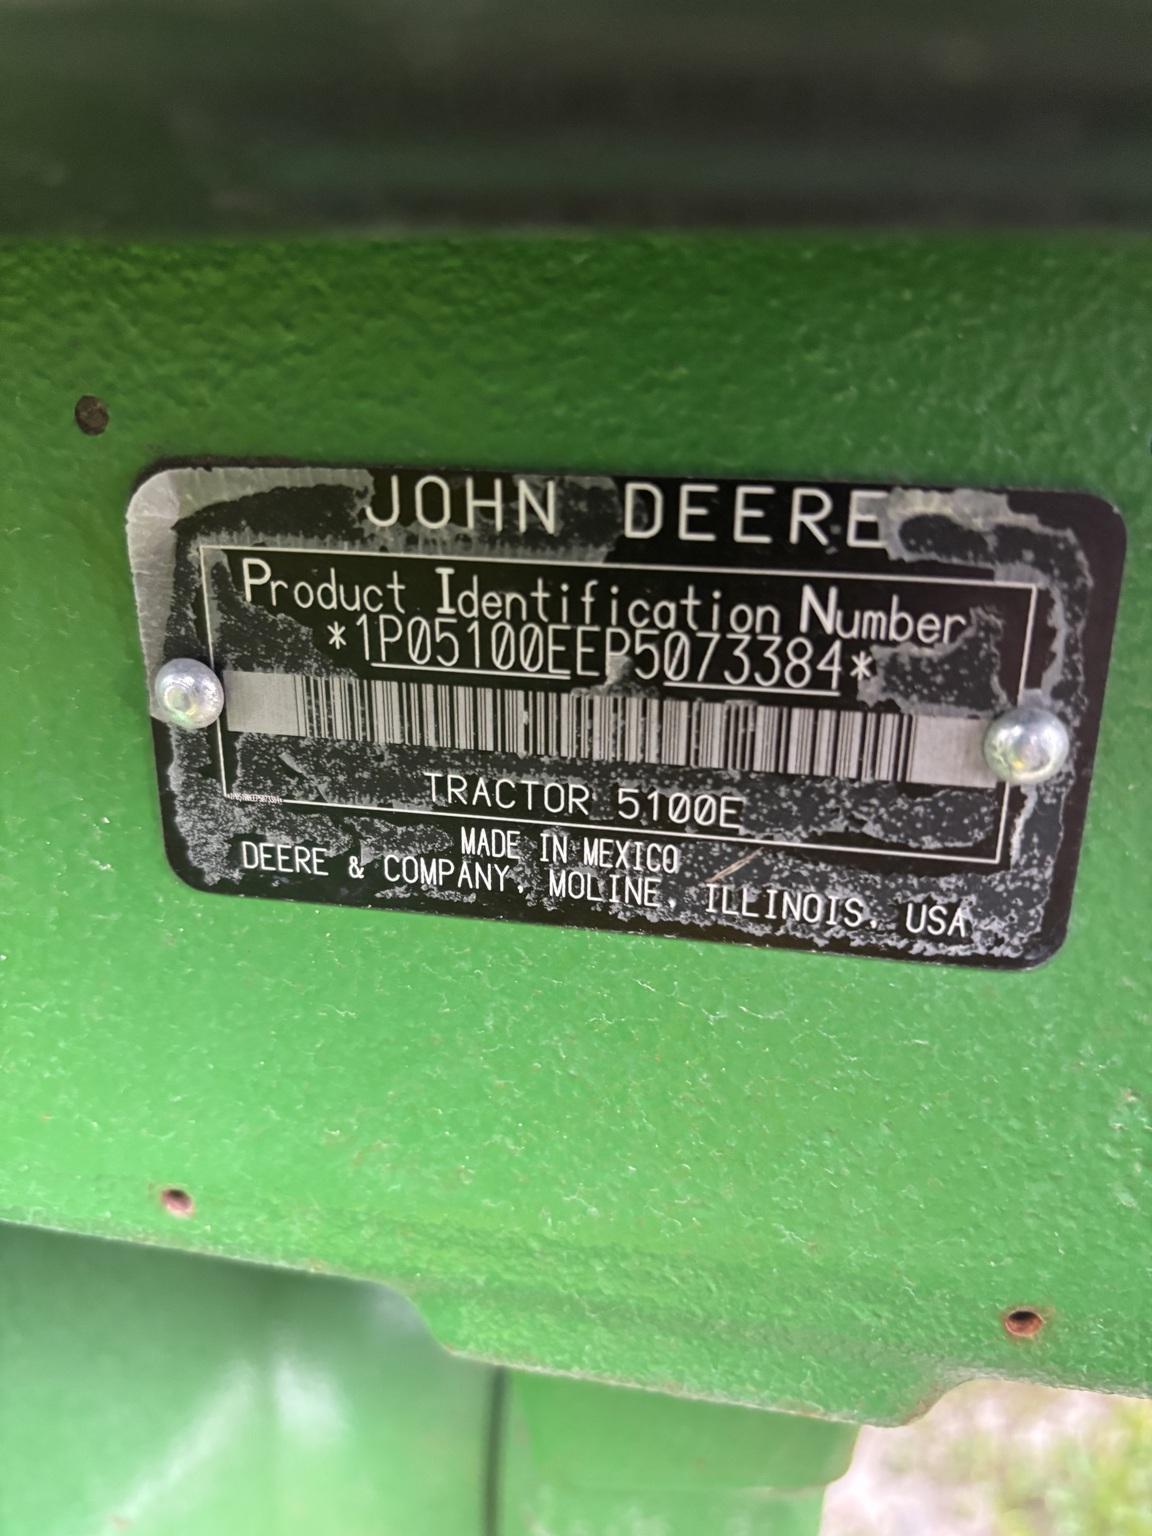 JOHN DEERE
Product Identification Number
*1P05100EEP5073384*
TRACTOR 5100E
MADE IN MEXICO
DEERE & COMPANY, MOLINE, ILLINOIS, USA